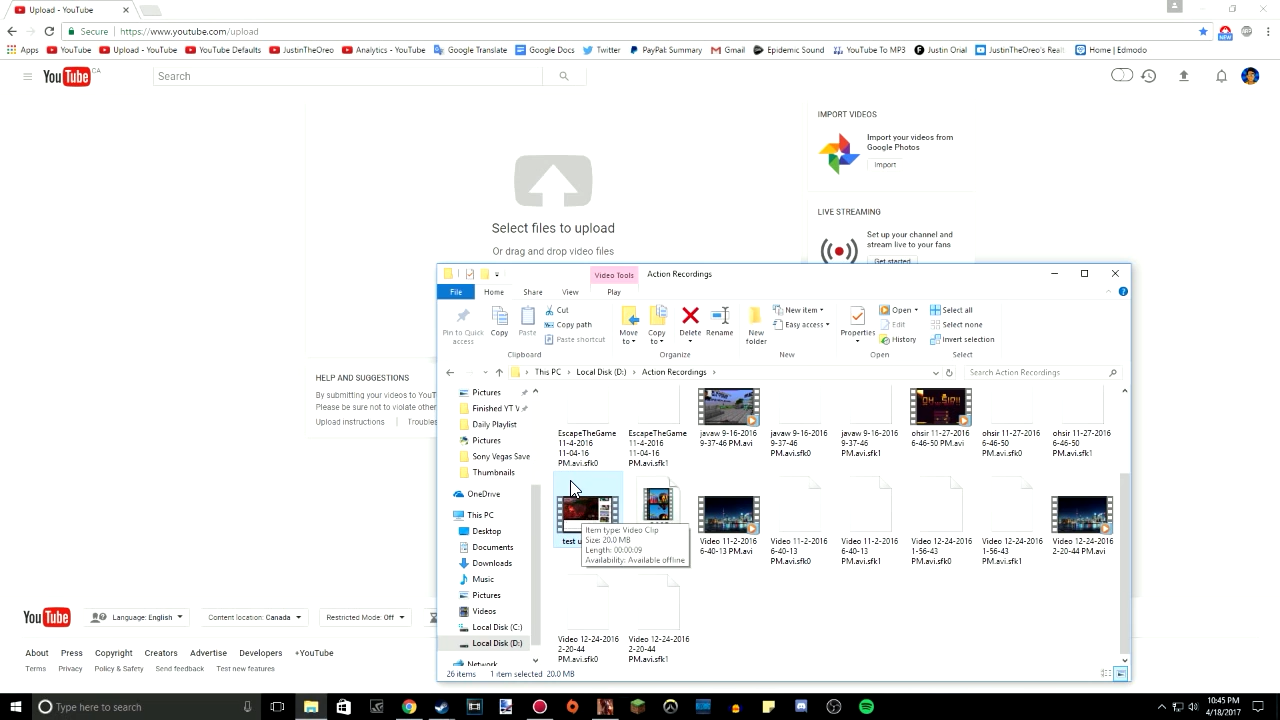 Upload - YouTube
Secure https://www.youtube.com/upload
Apps YouTube Upload - YouTube YouTube Defaults JustinTheOreo Analytics - YouTube Google Translate Google Docs Twitter PayPak Summary Gmail Epidemic Sound YouTube To MP3 Justin Onial JustinTheOreo's Real Home | Edmodo
YouTube CA Search
IMPORT VIDEOS
Import your videos from
Google Photos
Import
Select files to upload
Or drag and drop video files
LIVE STREAMING
Set up your channel and
stream live to your fans
Get started
Video Tools Action Recordings
File Home Share View Play
Pin to Quick
access
Copy
Paste
Cut
Copy path
Paste shortcut
Clipboard
Move
to
Copy
to
Delete
Rename
Organize
New
folder
New item
Easy access
New
Properties
Open
Edit
History
Open
Select all
Select none
Invert selection
Select
This PC Local Disk (D:) Action Recordings
Search Action Recordings
HELP AND SUGGESTIONS
By submitting your videos to YouT
Please be sure not to violate other
Upload instructions Troubles
Pictures
Finished YT V
Daily Playlist
Pictures
Sony Vegas Save
Thumbnails
OneDrive
This PC
Desktop
Documents
Downloads
Music
Pictures
Videos
Local Disk (C:)
Local Disk (D:)
Network
EscapeTheGame
11-4-2016
11-04-16
PM.avi.sfk0
EscapeTheGame
11-4-2016
11-04-16
PM.avi.sfk1
javaw 9-16-2016
9-37-46 PM.avi
javaw 9-16-2016
9-37-46
PM.avi.sfk0
javaw 9-16-2016
9-37-46
PM.avi.sfk1
ohsir 11-27-2016
6-46-50 PM.avi
ohsir 11-27-2016
6-46-50
PM.avi.sfk0
ohsir 11-27-2016
6-46-50
PM.avi.sfk1
test u
Item type: Video Clip
Size: 20.0 MB
Length: 00:00:09
Availability: Available offline
Video 11-2-2016
6-40-13 PM.avi
Video 11-2-2016
6-40-13
PM.avi.sfk0
Video 11-2-2016
6-40-13
PM.avi.sfk1
Video 12-24-201
6 1-56-43
PM.avi.sfk0
Video 12-24-201
6 1-56-43
PM.avi.sfk1
Video 12-24-2016
2-20-44 PM.avi
Video 12-24-2016
2-20-44
PM.avi.sfk0
Video 12-24-2016
2-20-44
PM.avi.sfk1
26 items 1 item selected 20.0 MB
YouTube Language: English Content location: Canada Restricted Mode: Off
About Press Copyright Creators Advertise Developers +YouTube
Terms Privacy Policy & Safety Send feedback Test new features
Type here to search
10:45 PM
4/18/2017